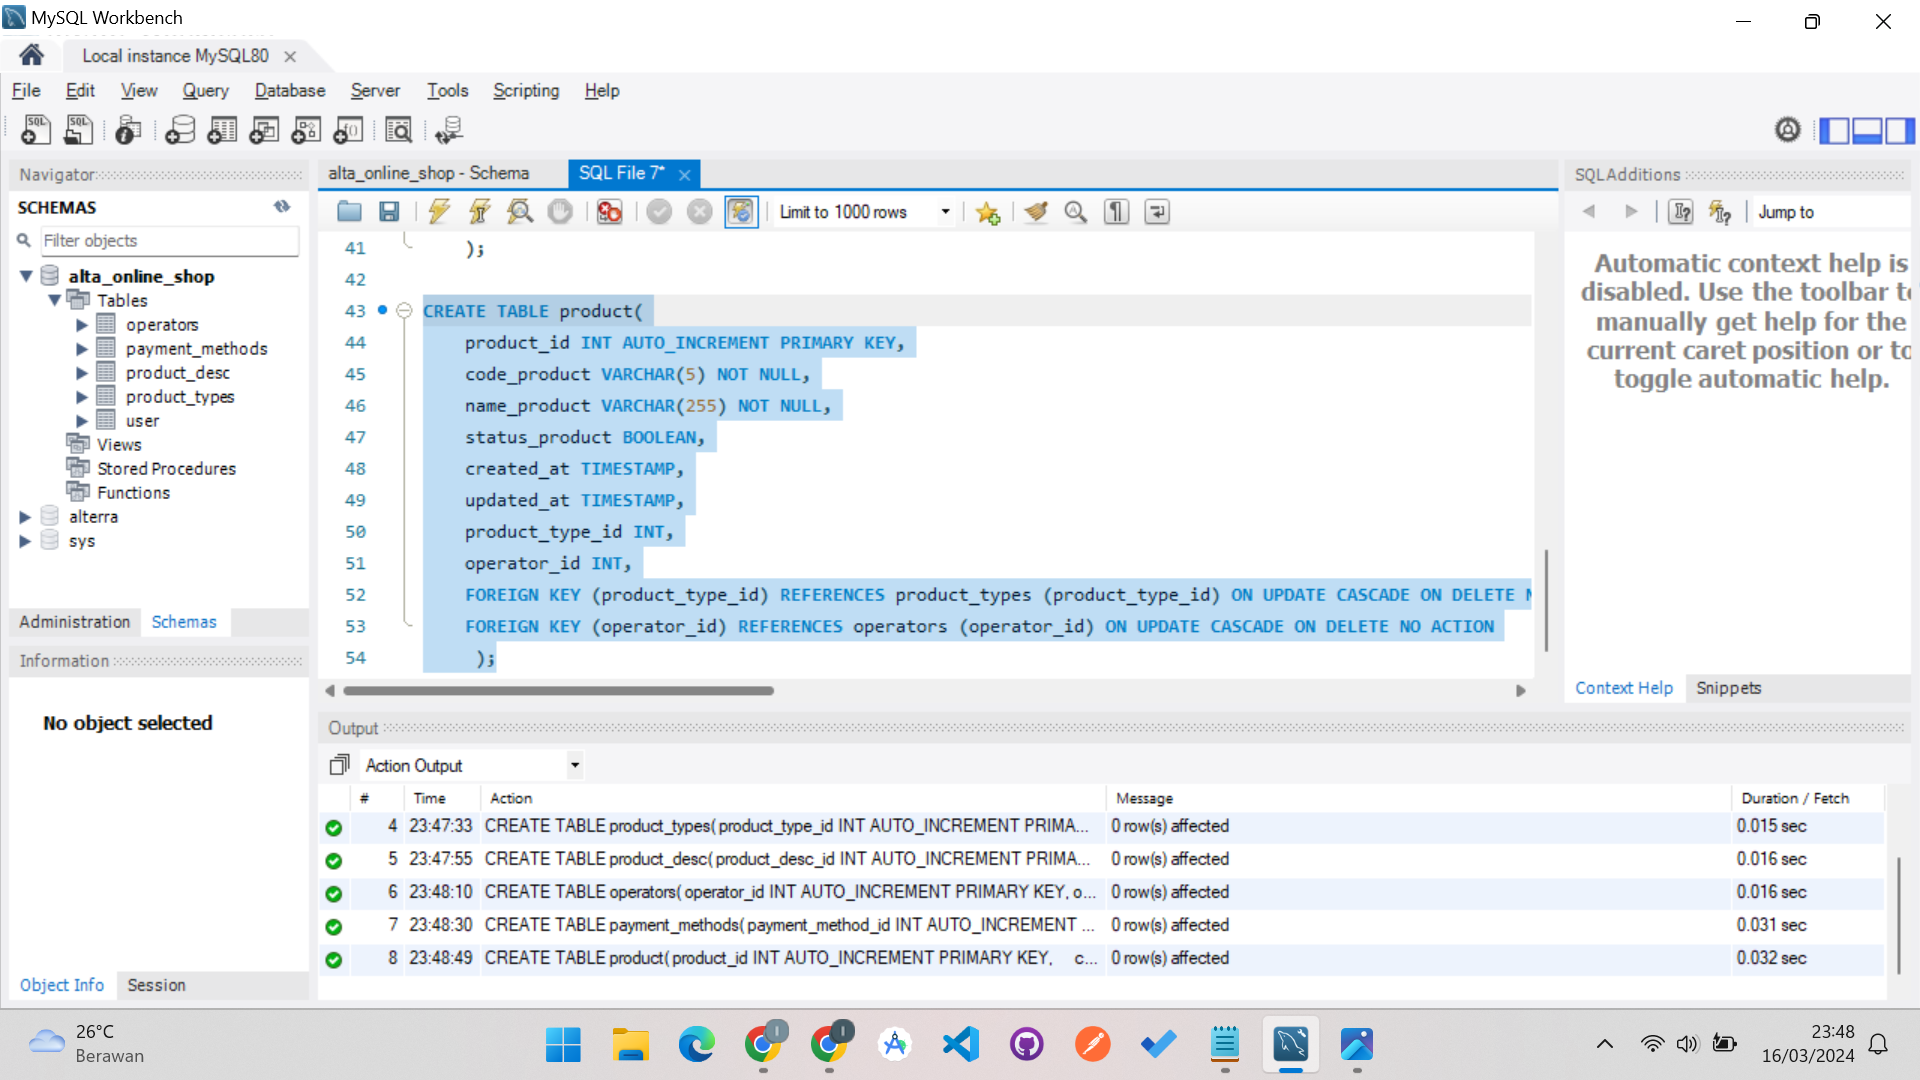 MySQL Workbench
Local instance MySQL80
File Edit View Query Database Server Tools Scripting Help
Navigator
SCHEMAS
Filter objects
alta_online_shop
Tables
operators
payment_methods
product_desc
product_types
user
Views
Stored Procedures
Functions
alterra
sys
Administration Schemas
Information
No object selected
Object Info Session
alta_online_shop - Schema SQL File 7*
Limit to 1000 rows
41 );
42
43 CREATE TABLE product(
44 product_id INT AUTO_INCREMENT PRIMARY KEY,
45 code_product VARCHAR(5) NOT NULL,
46 name_product VARCHAR(255) NOT NULL,
47 status_product BOOLEAN,
48 created_at TIMESTAMP,
49 updated_at TIMESTAMP,
50 product_type_id INT,
51 operator_id INT,
52 FOREIGN KEY (product_type_id) REFERENCES product_types (product_type_id) ON UPDATE CASCADE ON DELETE
53 FOREIGN KEY (operator_id) REFERENCES operators (operator_id) ON UPDATE CASCADE ON DELETE NO ACTION
54 );
SQLAdditions
Jump to
Automatic context help is
disabled. Use the toolbar to
manually get help for the
current caret position or to
toggle automatic help.
Context Help Snippets
Output
Action Output
# Time Action Message Duration / Fetch
4 23:47:33 CREATE TABLE product_types( product_type_id INT AUTO_INCREMENT PRIMA... 0 row(s) affected 0.015 sec
5 23:47:55 CREATE TABLE product_desc( product_desc_id INT AUTO_INCREMENT PRIMA... 0 row(s) affected 0.016 sec
6 23:48:10 CREATE TABLE operators( operator_id INT AUTO_INCREMENT PRIMARY KEY, o... 0 row(s) affected 0.016 sec
7 23:48:30 CREATE TABLE payment_methods( payment_method_id INT AUTO_INCREMENT ... 0 row(s) affected 0.031 sec
8 23:48:49 CREATE TABLE product( product_id INT AUTO_INCREMENT PRIMARY KEY, c... 0 row(s) affected 0.032 sec
26°C
Berawan
23:48
16/03/2024